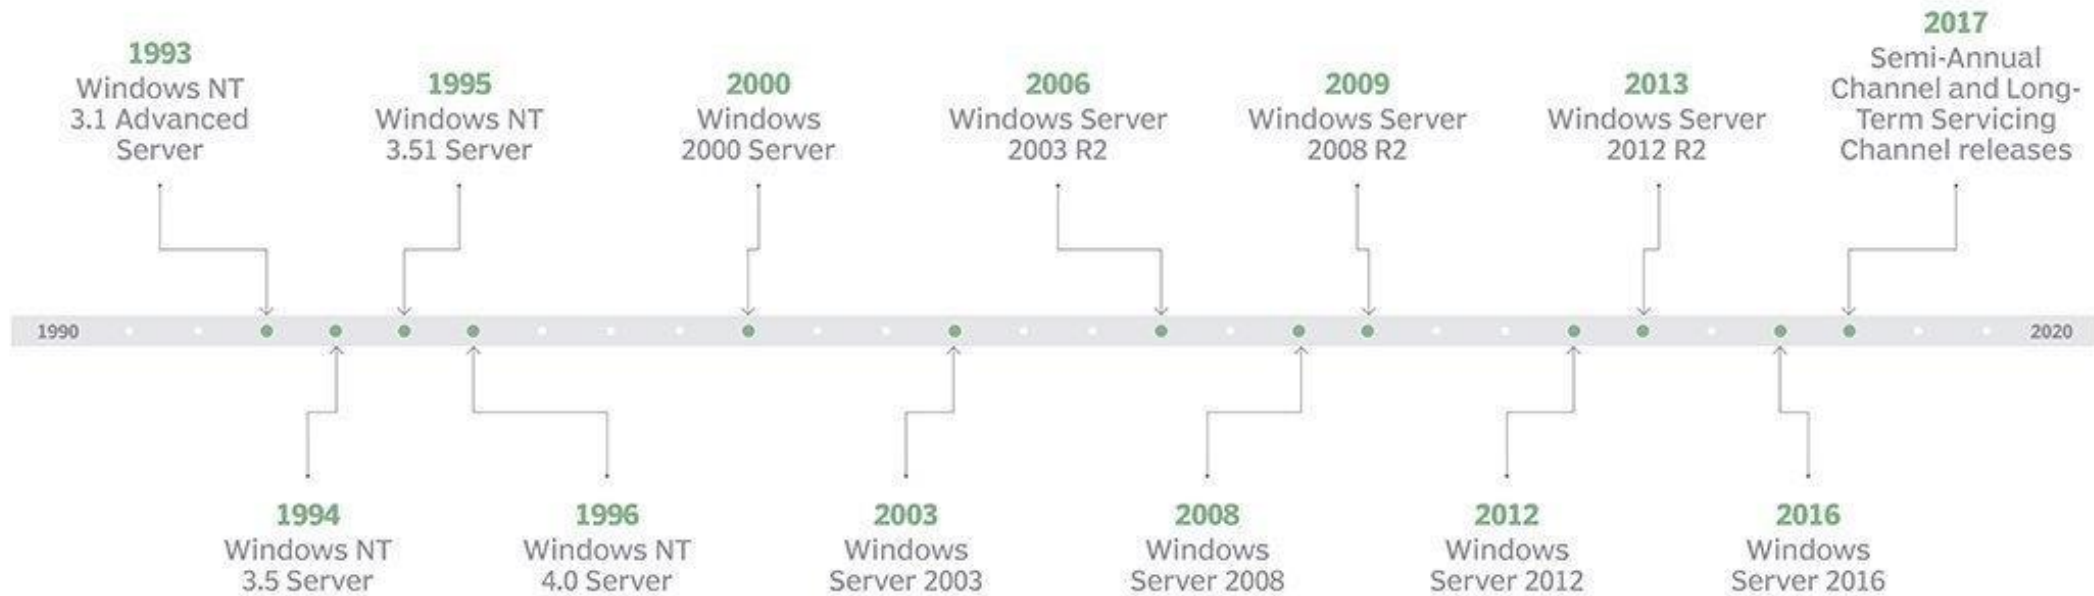 1993
Windows NT
3.1 Advanced
Server
1995
Windows NT
3.51 Server
2000
Windows
2000 Server
2006
Windows Server
2003 R2
2009
Windows Server
2008 R2
2013
Windows Server
2012 R2
2017
Semi-Annual
Channel and Long-
Term Servicing
Channel releases
1990
2020
1994
Windows NT
3.5 Server
1996
Windows NT
4.0 Server
2003
Windows
Server 2003
2008
Windows
Server 2008
2012
Windows
Server 2012
2016
Windows
Server 2016